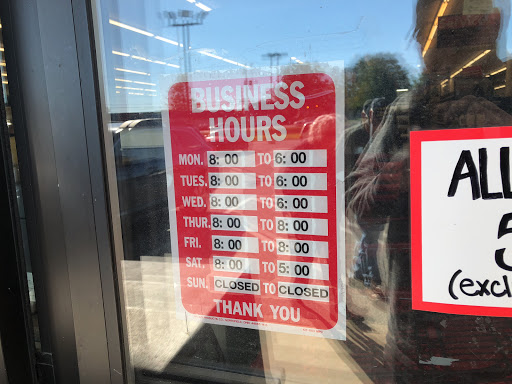 BUSINESS
HOURS
MON. 8: 00 TO 6: 00
TUES. 8: 00 TO 6: 00
WED. 8: 00 TO 6: 00
THUR. 8: 00 TO 8: 00
FRI. 8: 00 TO 8: 00
SAT. 8: 00 TO 5: 00
SUN. CLOSED TO CLOSED
THANK YOU
ALL
5
(excl